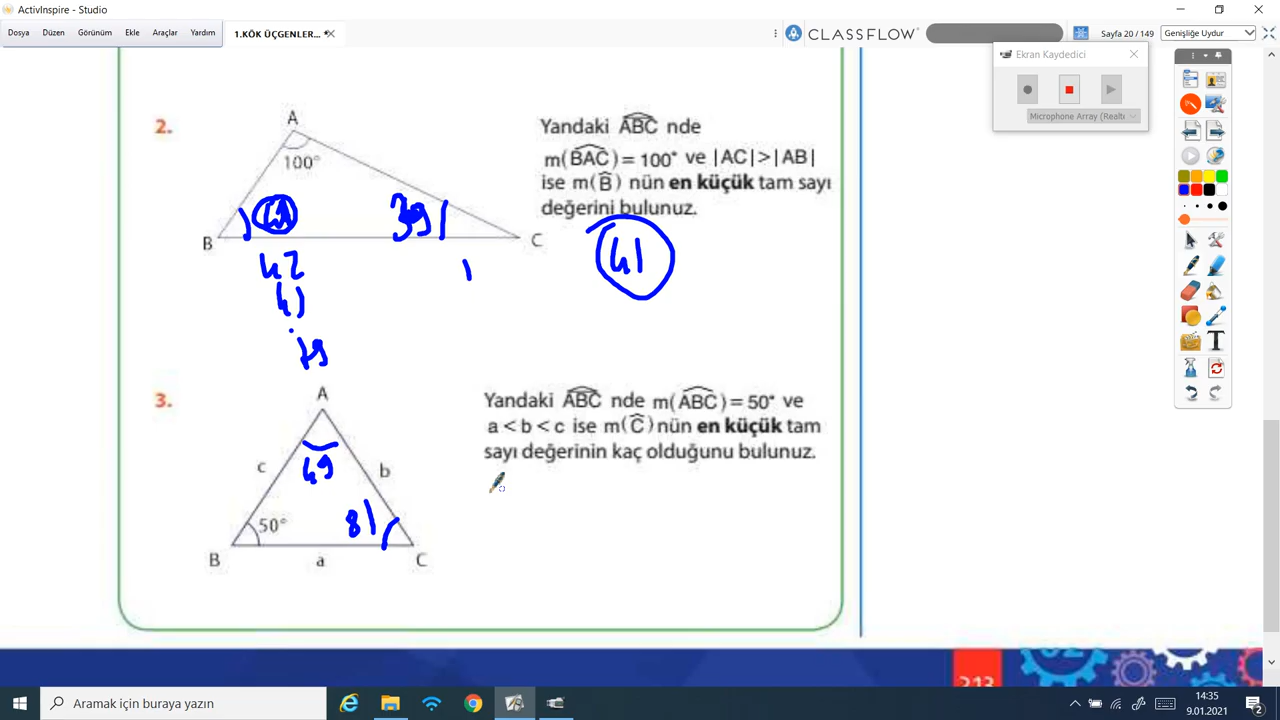 ActivInspire - Studio
Dosya Düzen Görünüm Ekle Araçlar Yardım
1.KÖK ÜÇGENLER...
CLASSFLOW
Sayfa 20 / 149
Genişliğe Uydur
Ekran Kaydedici
Microphone Array (Realt
2.
A
100°
B
C
39
42
41
Yandaki ABC nde
m(BAC) = 100° ve |AC|>|AB|
ise m(B) nün en küçük tam sayı
değerini bulunuz.
41
3.
A
c
b
49
50°
81
B
a
C
Yandaki ABC nde m(ABC) = 50° ve
a < b < c ise m(C) nün en küçük tam
sayı değerinin kaç olduğunu bulunuz.
213
Aramak için buraya yazın
14:35
9.01.2021
2